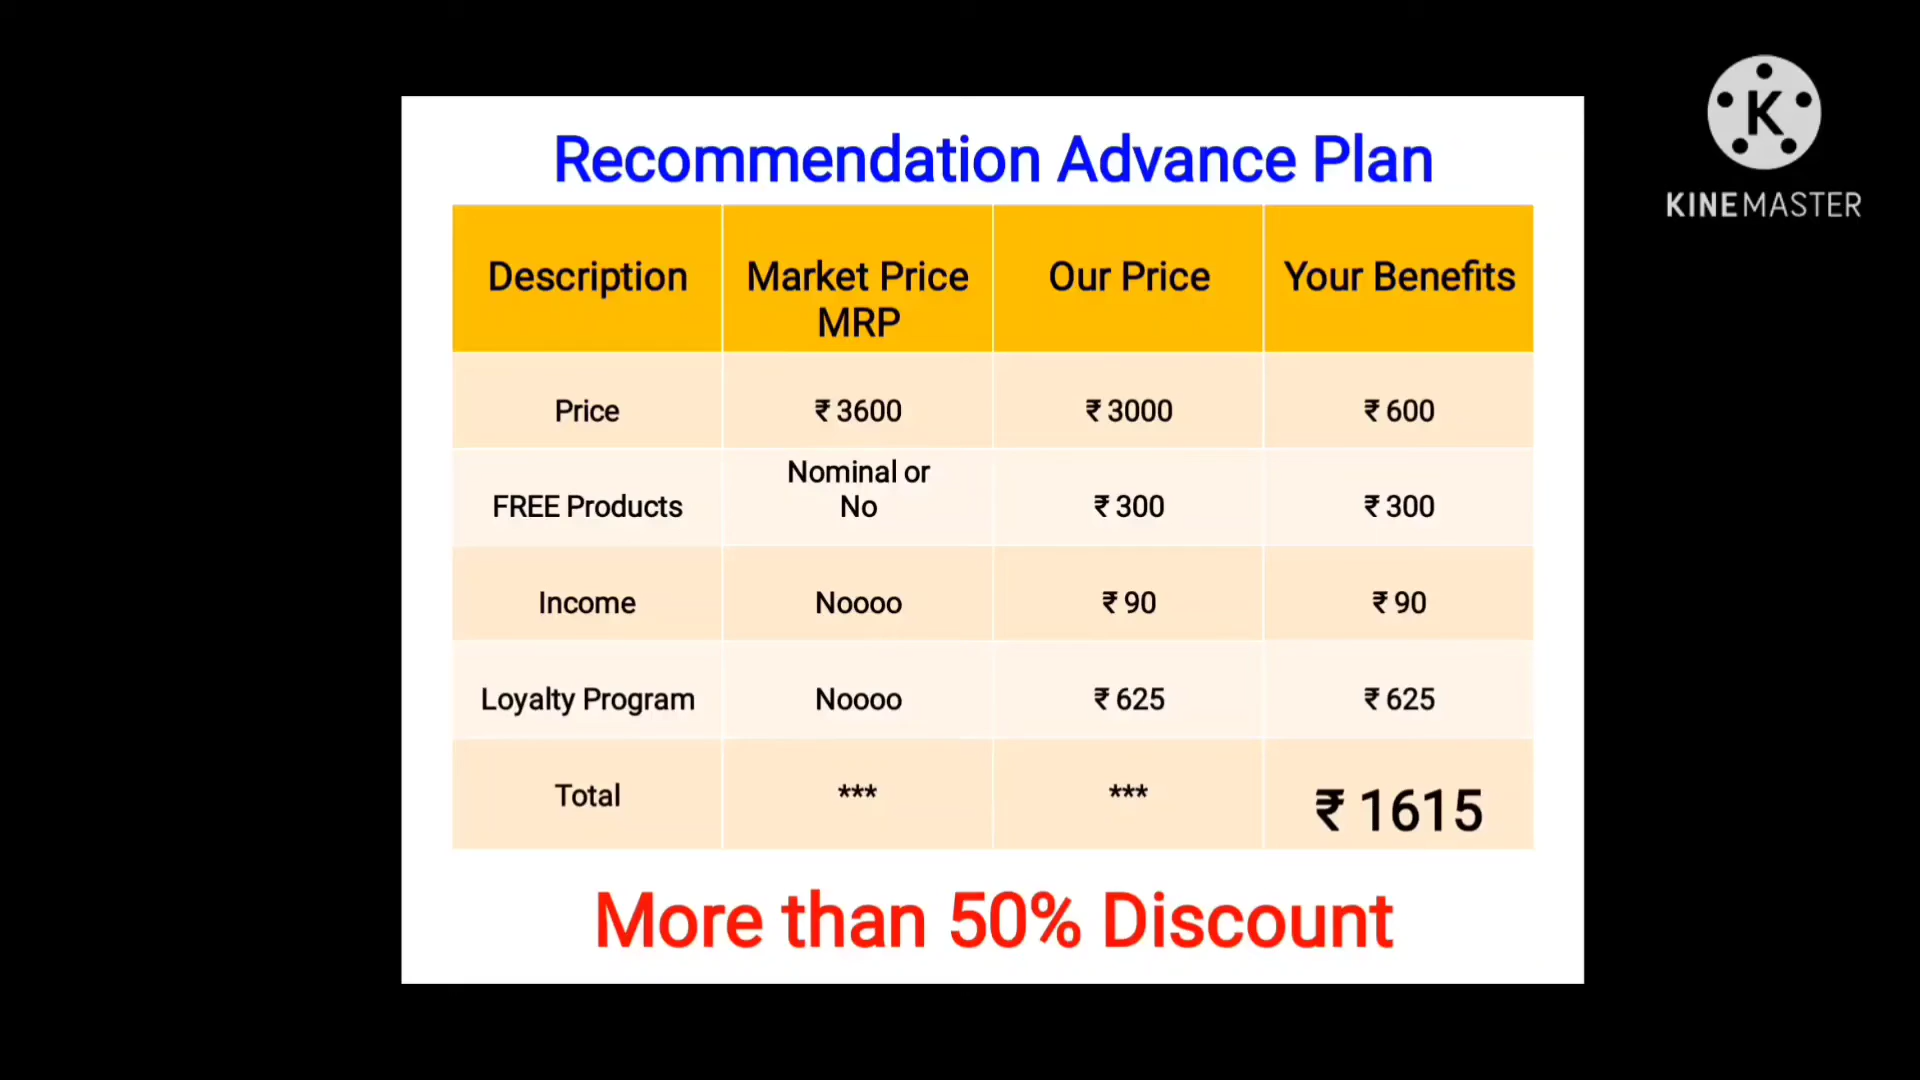 Recommendation Advance Plan
K
KINEMASTER
Description Market Price MRP Our Price Your Benefits
Price ₹ 3600 ₹ 3000 ₹ 600
FREE Products Nominal or No ₹ 300 ₹ 300
Income Noooo ₹ 90 ₹ 90
Loyalty Program Noooo ₹ 625 ₹ 625
Total *** *** ₹ 1615
More than 50% Discount